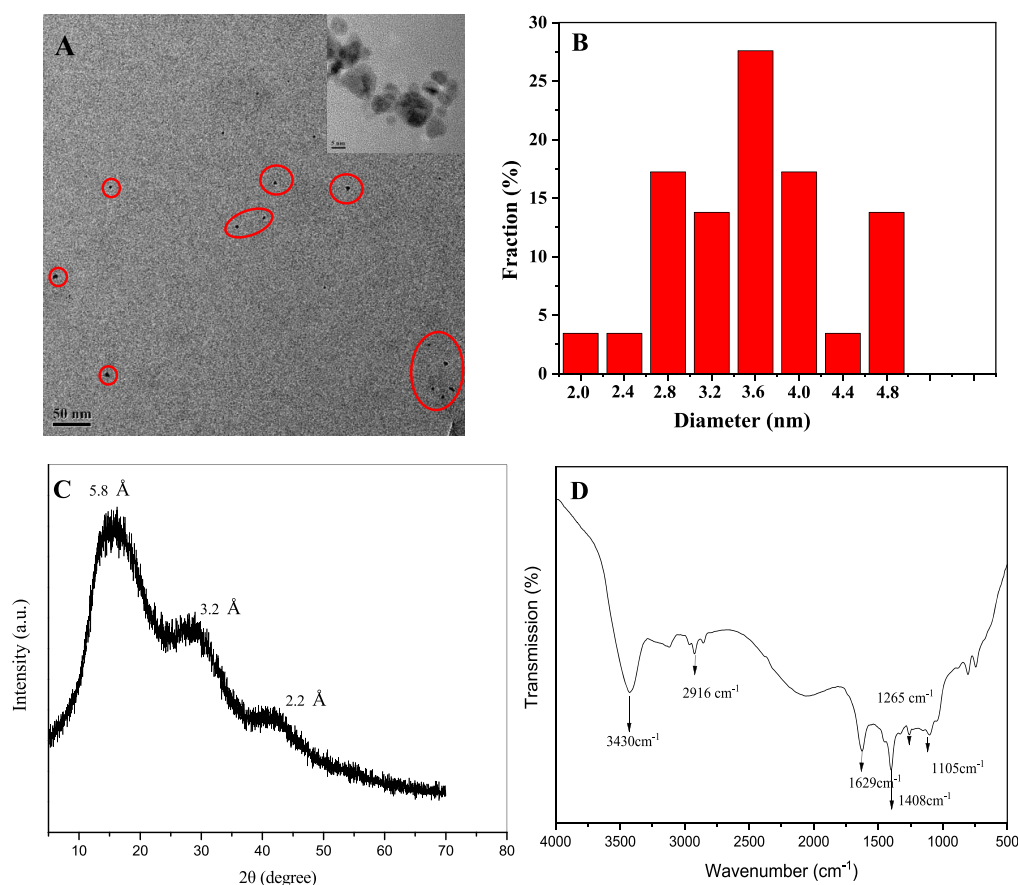 A
5 nm
50 nm
B
Fraction (%)
30
25
20
15
10
5
0
2.0 2.4 2.8 3.2 3.6 4.0 4.4 4.8
Diameter (nm)
C
5.8 Å
3.2 Å
2.2 Å
Intensity (a.u.)
10 20 30 40 50 60 70 80
2θ (degree)
D
Transmission (%)
2916 cm⁻¹
1265 cm⁻¹
3430cm⁻¹
1629cm⁻¹
1105cm⁻¹
1408cm⁻¹
4000 3500 3000 2500 2000 1500 1000 500
Wavenumber (cm⁻¹)